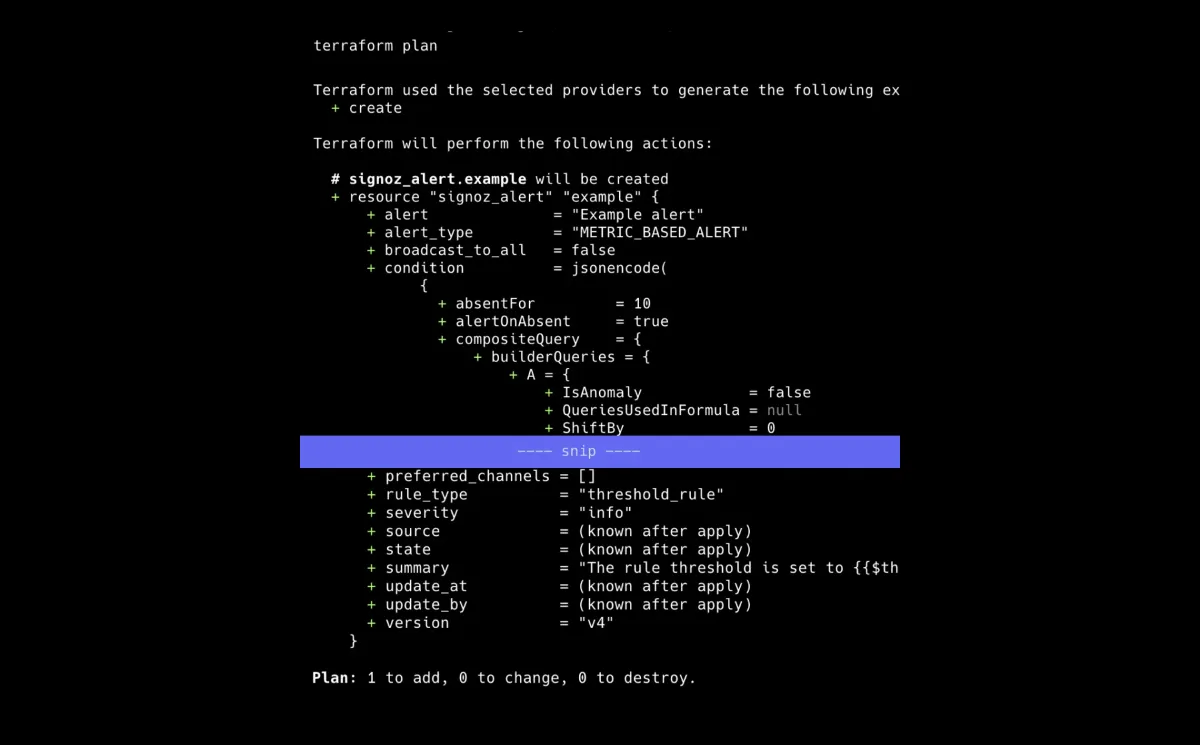 terraform plan
Terraform used the selected providers to generate the following ex
+ create
Terraform will perform the following actions:
# signoz_alert.example will be created
+ resource "signoz_alert" "example" {
+ alert = "Example alert"
+ alert_type = "METRIC_BASED_ALERT"
+ broadcast_to_all = false
+ condition = jsonencode(
{
+ absentFor = 10
+ alertOnAbsent = true
+ compositeQuery = {
+ builderQueries = {
+ A = {
+ IsAnomaly = false
+ QueriesUsedInFormula = null
+ ShiftBy = 0
---- snip ----
+ preferred_channels = []
+ rule_type = "threshold_rule"
+ severity = "info"
+ source = (known after apply)
+ state = (known after apply)
+ summary = "The rule threshold is set to {{$th
+ update_at = (known after apply)
+ update_by = (known after apply)
+ version = "v4"
}
Plan: 1 to add, 0 to change, 0 to destroy.